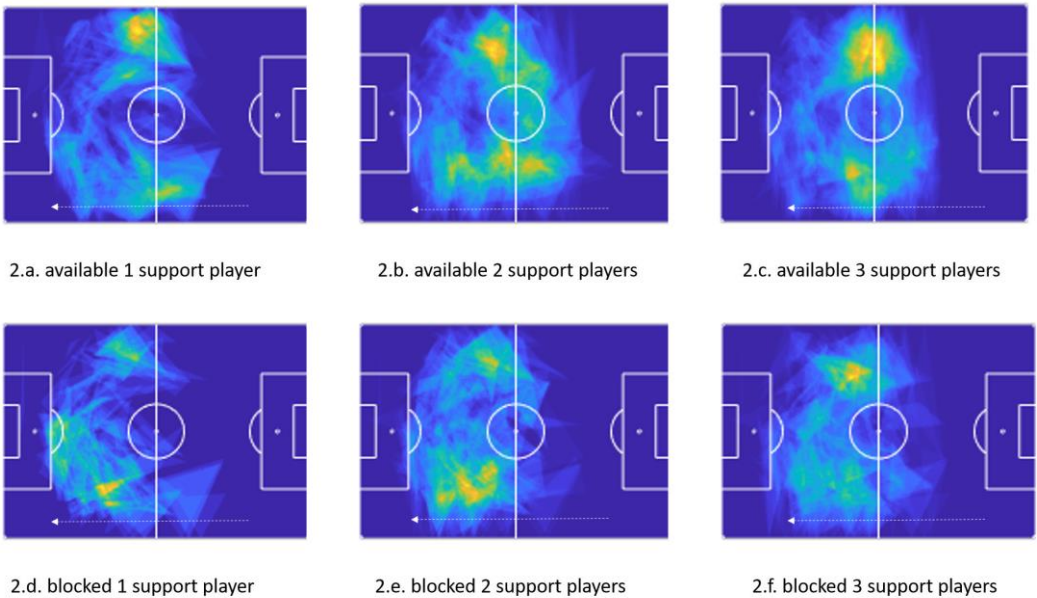 2.a. available 1 support player
2.b. available 2 support players
2.c. available 3 support players
2.d. blocked 1 support player
2.e. blocked 2 support players
2.f. blocked 3 support players